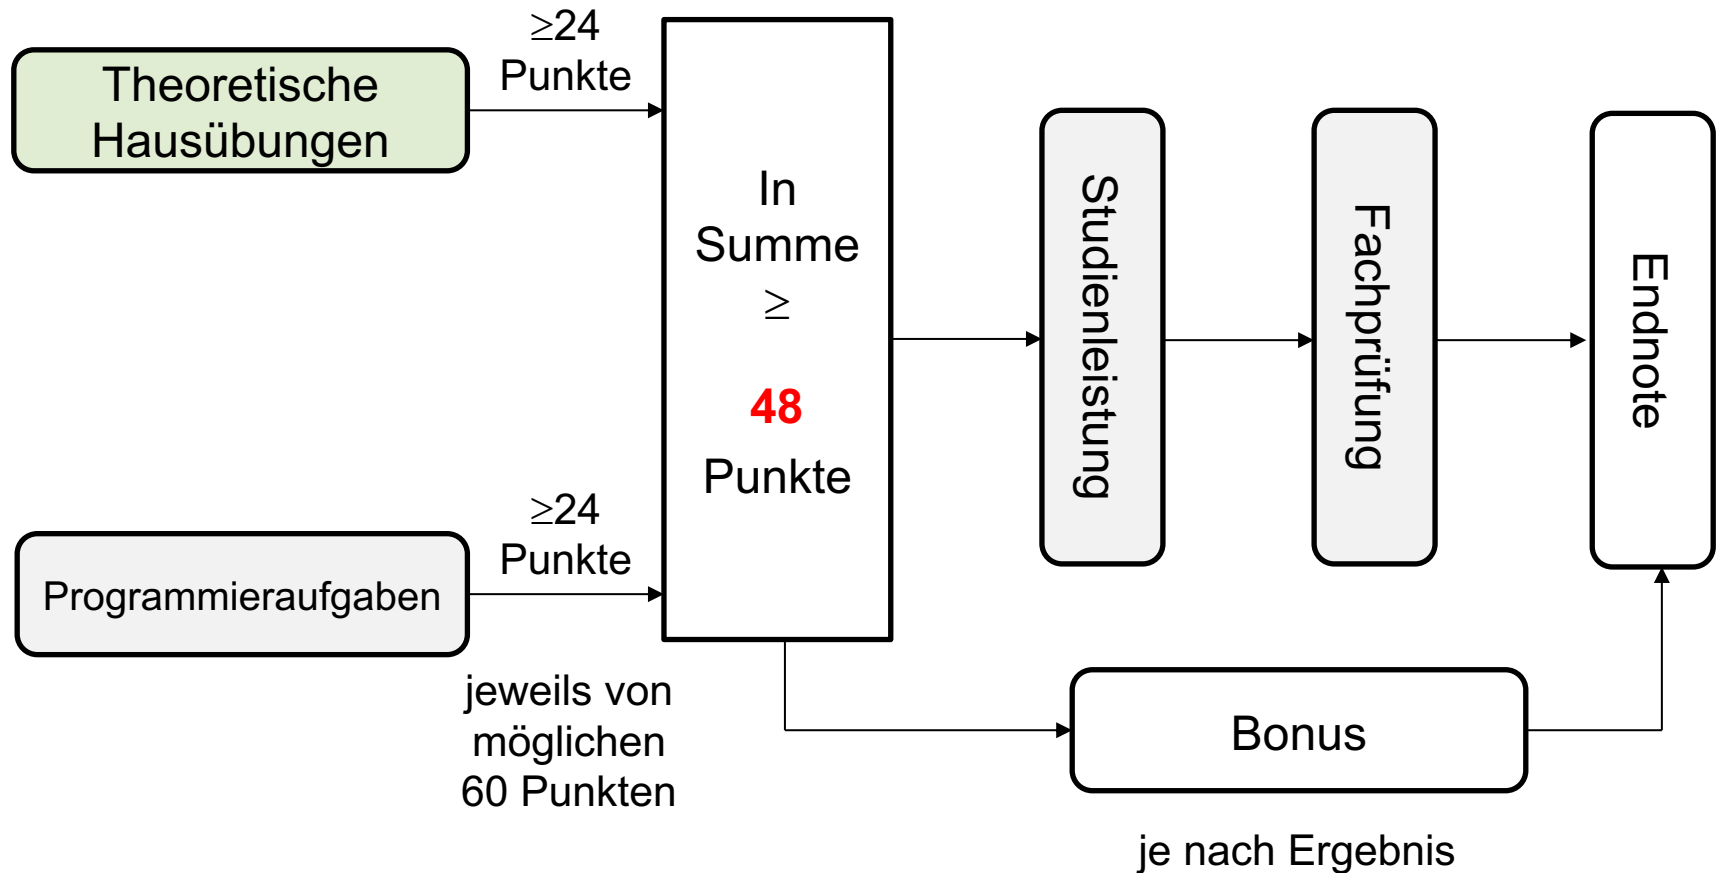 ≥24
Punkte
Theoretische
Hausübungen
In
Summe
≥
48
Punkte
Studienleistung
Fachprüfung
Endnote
≥24
Punkte
Programmieraufgaben
jeweils von
möglichen
60 Punkten
Bonus
je nach Ergebnis